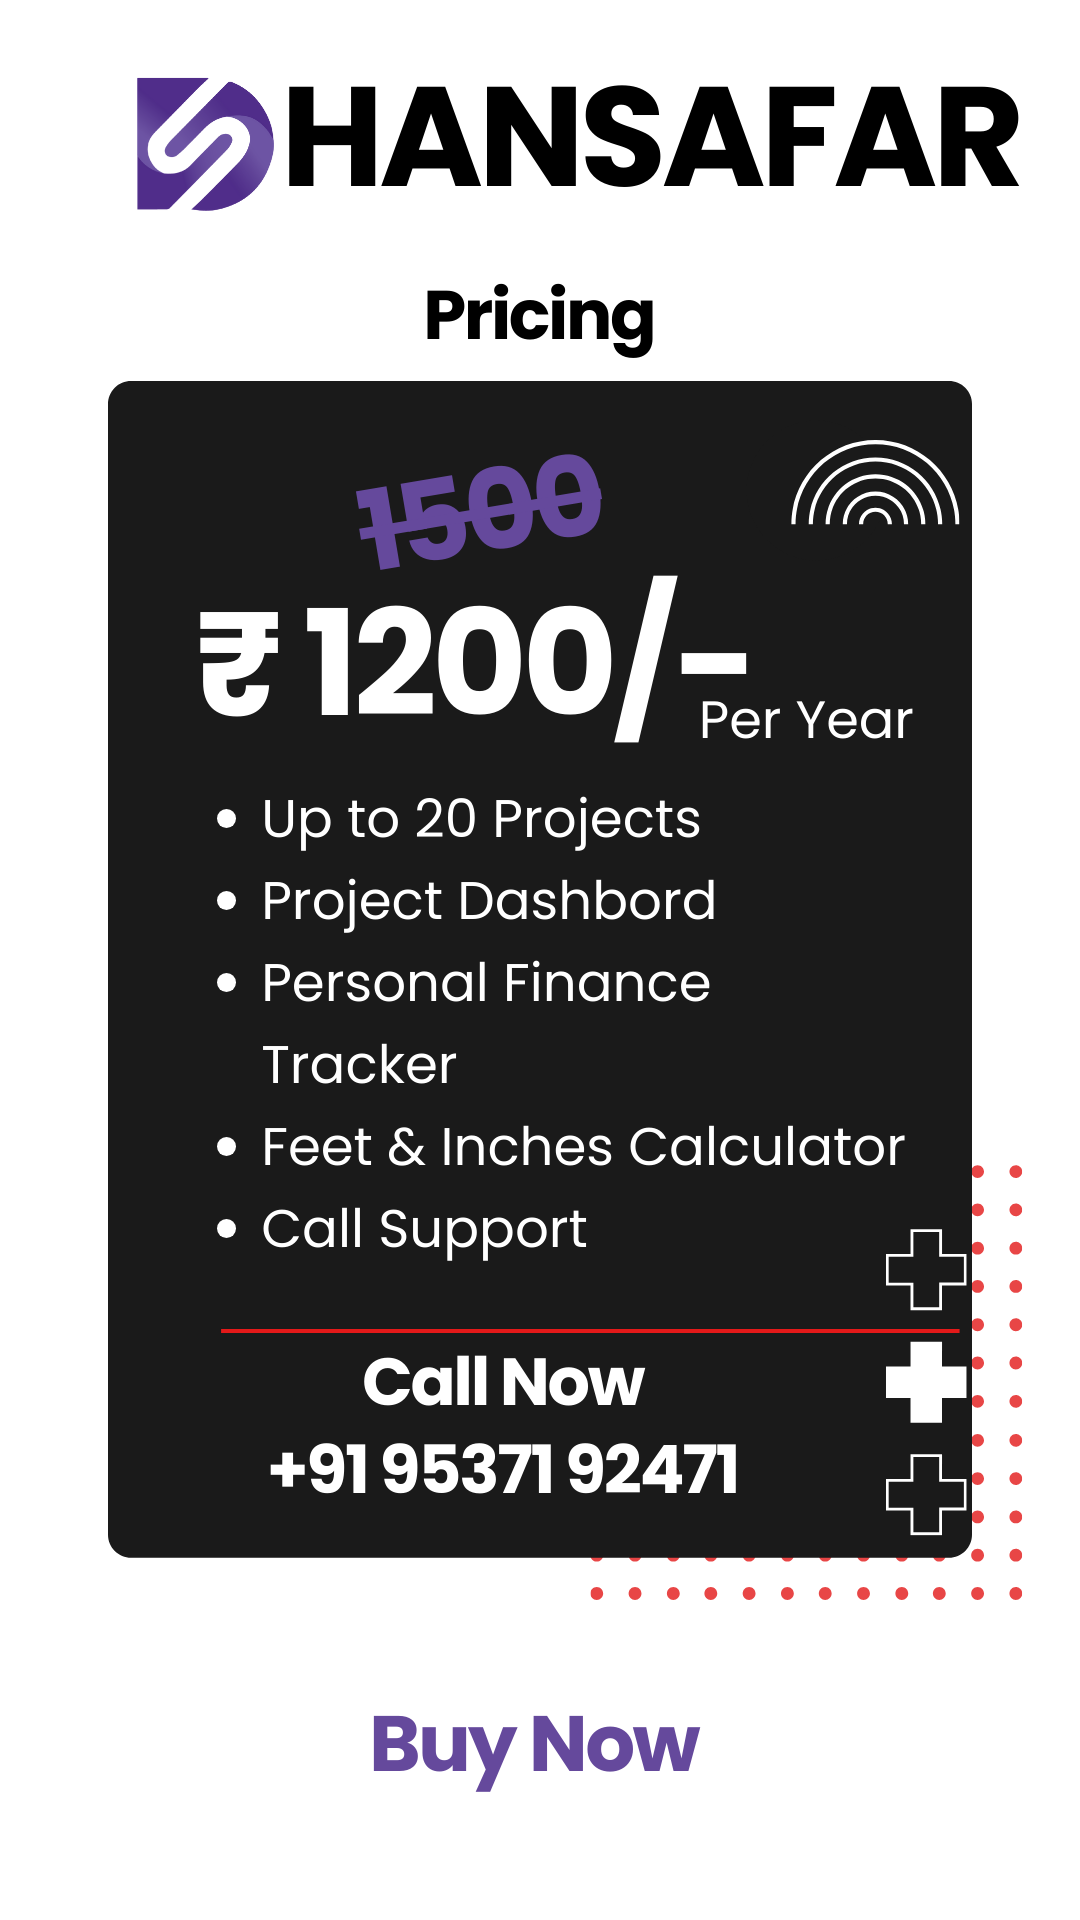 DHANSAFAR
Pricing
1500
₹ 1200/-
Per Year
Up to 20 Projects
Project Dashbord
Personal Finance
Tracker
Feet & Inches Calculator
Call Support
Call Now
+91 95371 92471
Buy Now